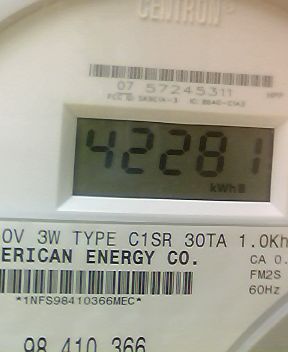 CENTRON
07 57245311
42281
kWh
0V 3W TYPE C1SR 30TA 1.0Kh
ERICAN ENERGY CO.
CA 0.
FM2S
60Hz
*1NFS98410366MEC*
98 410 366